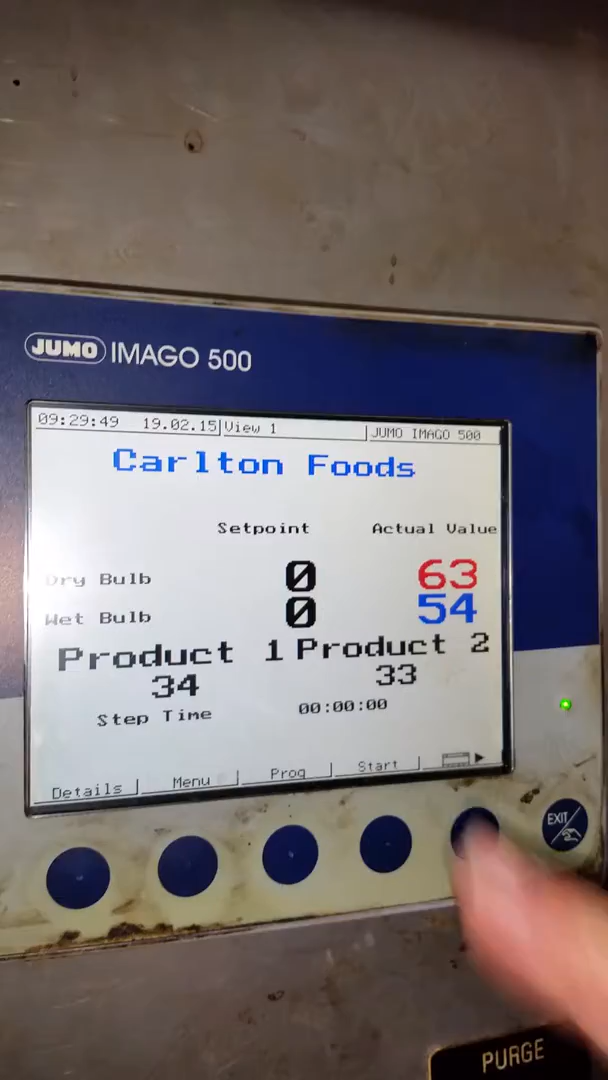 JUMO IMAGO 500
09:29:49 19.02.15 View 1 JUMO IMAGO 500
Carlton Foods
Setpoint Actual Value
Dry Bulb 0 63
Wet Bulb 0 54
Product 1 Product 2
34 33
Step Time 00:00:00
Details Menu Prog Start
EXIT
PURGE